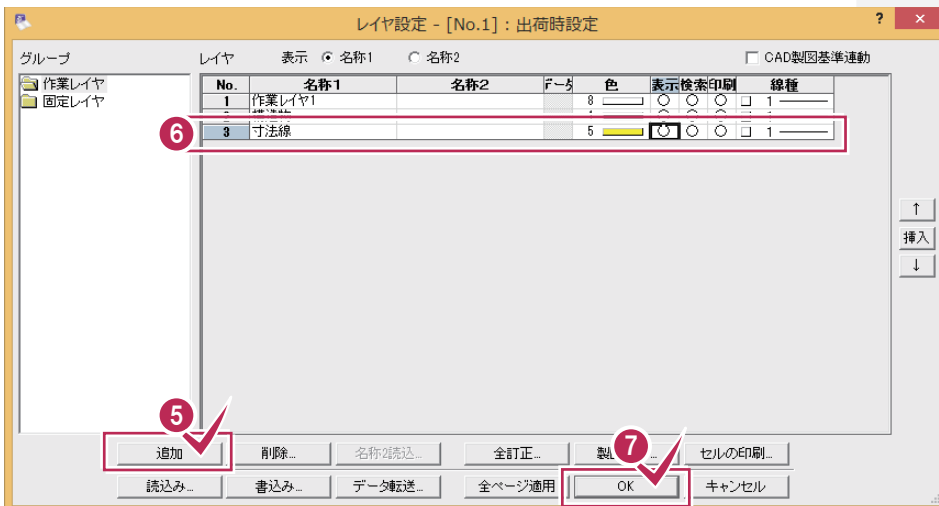 レイヤ設定 - [No.1] : 出荷時設定 ? ×
グループ レイヤ 表示 名称1 名称2 CAD製図基準連動
作業レイヤ
固定レイヤ
No. 名称1 名称2 データ 色 表示 検索 印刷 線種
1 作業レイヤ1 8 ○ ○ ○ □ 1
3 寸法線 5 ○ ○ ○ □ 1
6
↑
挿入
↓
5
7
追加 削除... 名称2読込... 全訂正... セルの印刷...
読込み... 書込み... データ転送... 全ページ適用 OK キャンセル